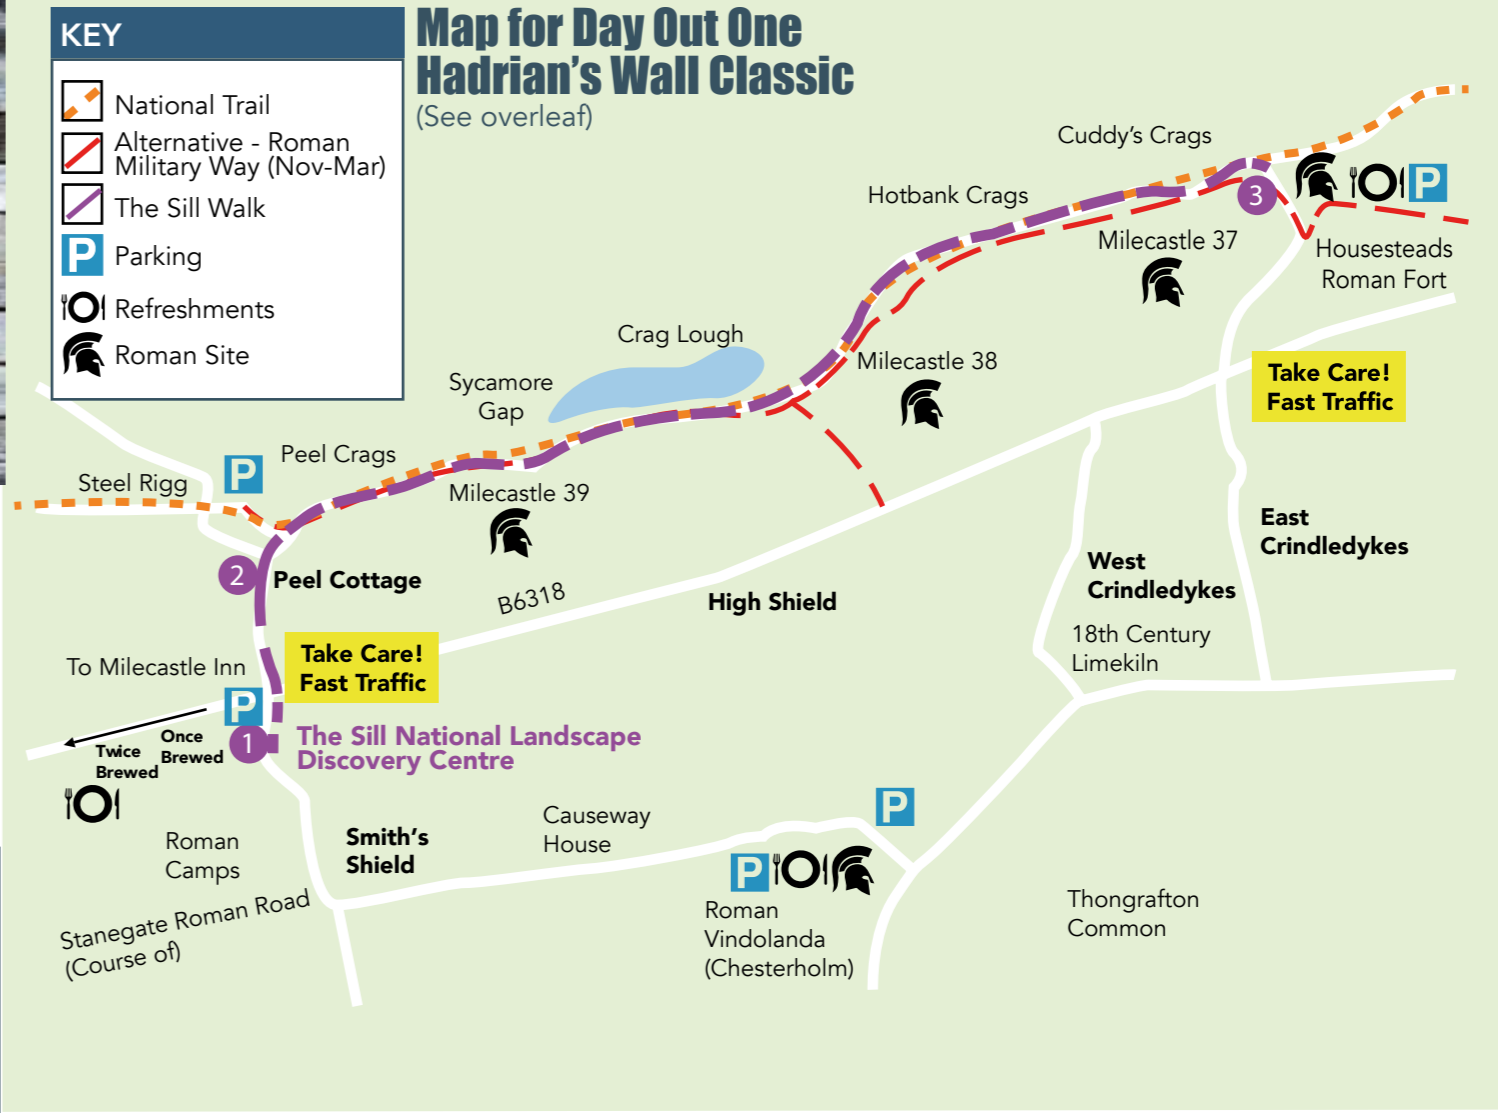 KEY
National Trail
Alternative - Roman
Military Way (Nov-Mar)
The Sill Walk
P Parking
Refreshments
Roman Site
Map for Day Out One
Hadrian's Wall Classic
(See overleaf)
Cuddy's Crags
Hotbank Crags
3
P
Milecastle 37
Housesteads
Roman Fort
Crag Lough
Milecastle 38
Sycamore
Gap
Take Care!
Fast Traffic
Peel Crags
P
Steel Rigg
Milecastle 39
East
Crindledykes
West
Crindledykes
2
Peel Cottage
B6318
High Shield
18th Century
Limekiln
Take Care!
Fast Traffic
To Milecastle Inn
P
1
The Sill National Landscape
Discovery Centre
Once
Brewed
Twice
Brewed
Roman
Camps
Smith's
Shield
Causeway
House
P
P
Roman
Vindolanda
(Chesterholm)
Thongrafton
Common
Stanegate Roman Road
(Course of)